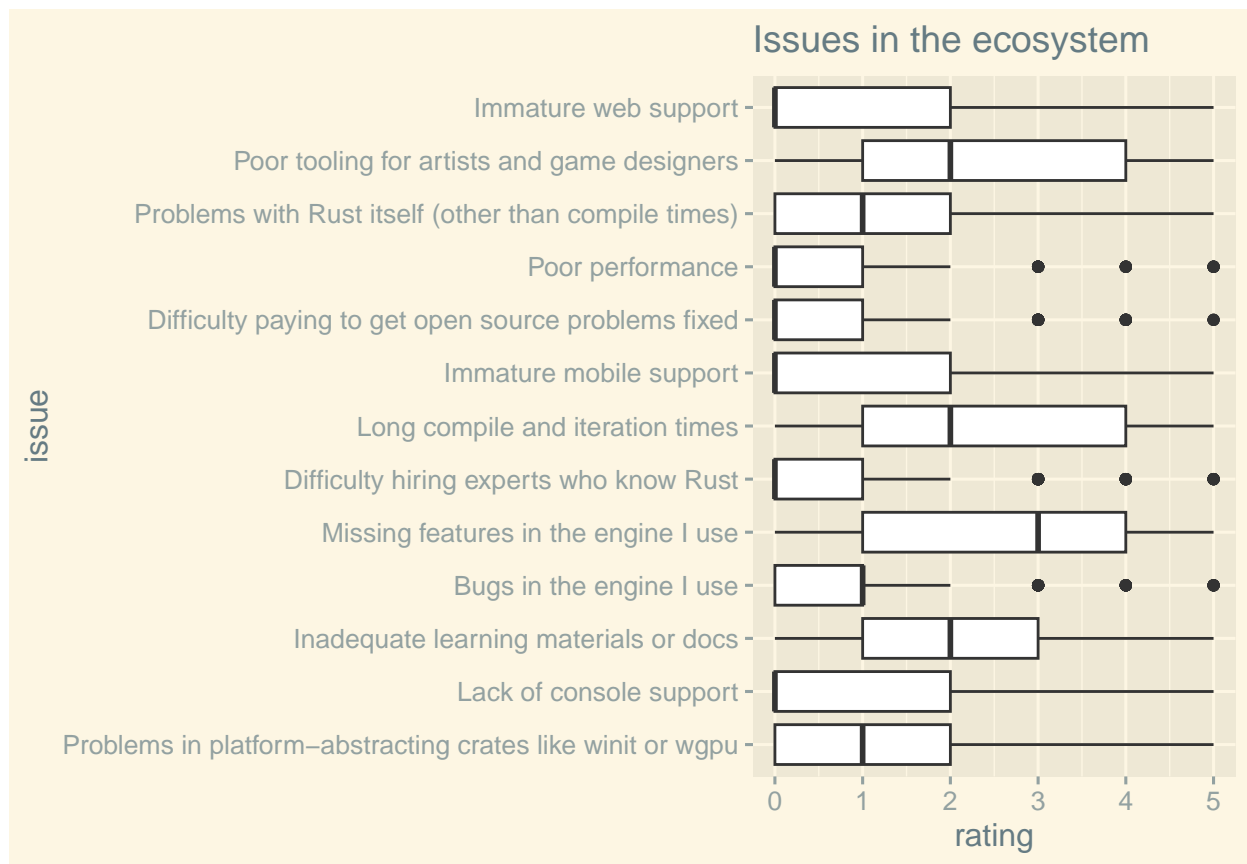 Issues in the ecosystem
Immature web support
Poor tooling for artists and game designers
Problems with Rust itself (other than compile times)
Poor performance
Difficulty paying to get open source problems fixed
Immature mobile support
Long compile and iteration times
Difficulty hiring experts who know Rust
Missing features in the engine I use
Bugs in the engine I use
Inadequate learning materials or docs
Lack of console support
Problems in platform−abstracting crates like winit or wgpu
issue
0 1 2 3 4 5
rating